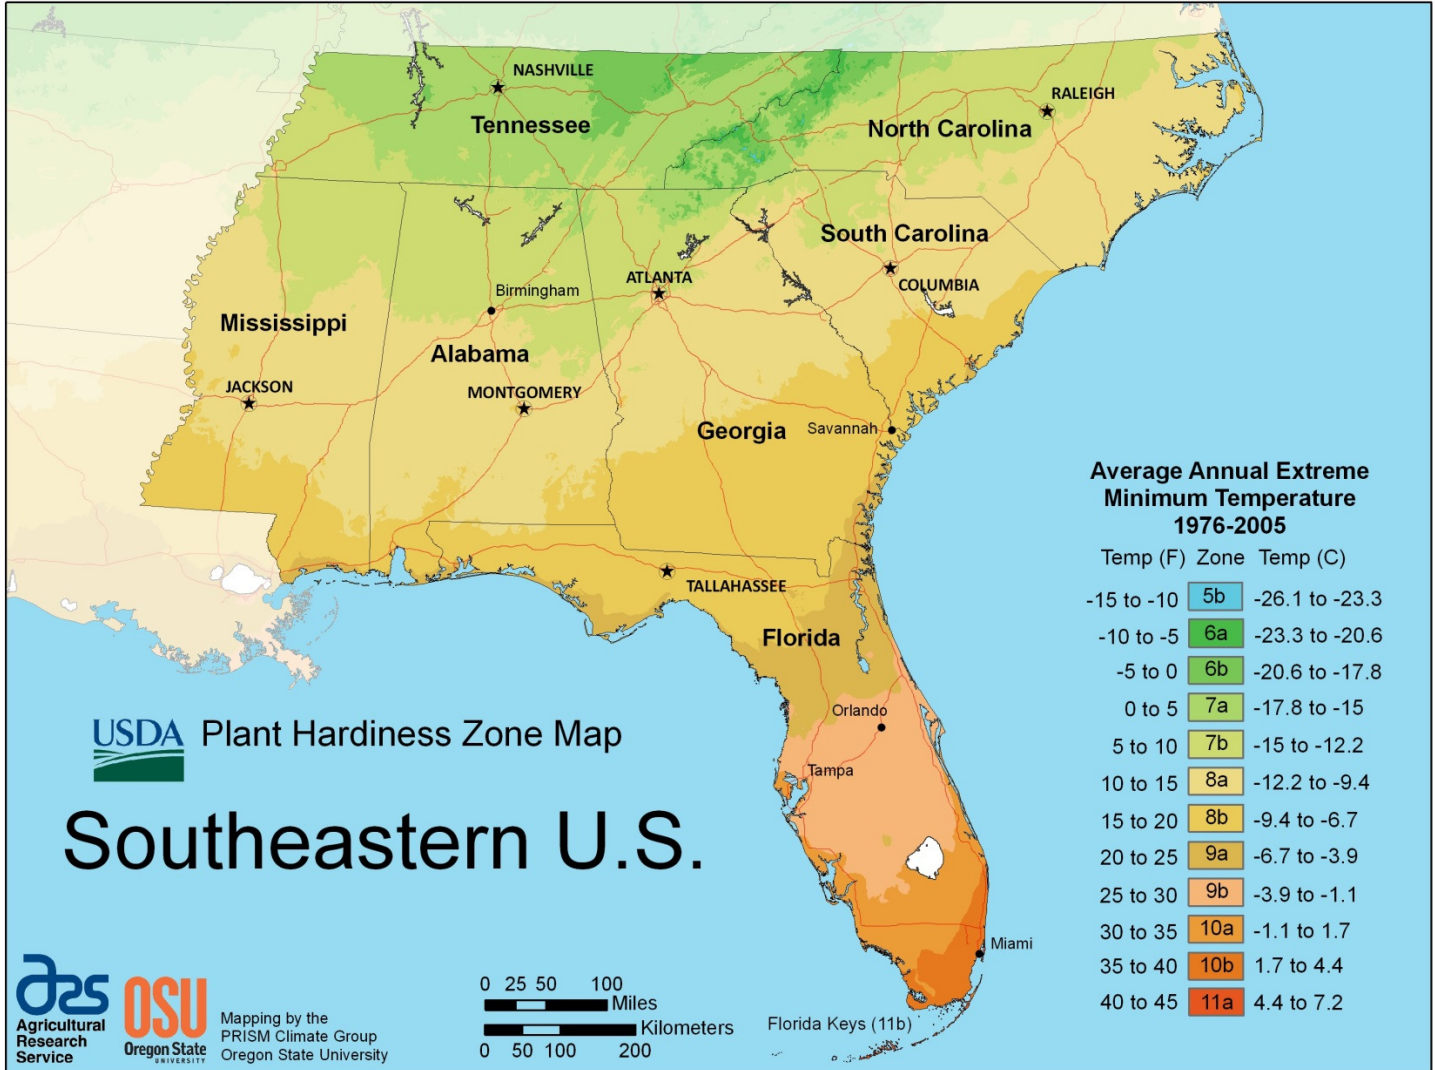 NASHVILLE
Tennessee
RALEIGH
North Carolina
South Carolina
COLUMBIA
ATLANTA
Birmingham
Mississippi
Alabama
JACKSON
MONTGOMERY
Georgia
Savannah
TALLAHASSEE
Florida
Orlando
Tampa
Miami
Florida Keys (11b)
Average Annual Extreme
Minimum Temperature
1976-2005
Temp (F) Zone Temp (C)
-15 to -10 5b -26.1 to -23.3
-10 to -5 6a -23.3 to -20.6
-5 to 0 6b -20.6 to -17.8
0 to 5 7a -17.8 to -15
5 to 10 7b -15 to -12.2
10 to 15 8a -12.2 to -9.4
15 to 20 8b -9.4 to -6.7
20 to 25 9a -6.7 to -3.9
25 to 30 9b -3.9 to -1.1
30 to 35 10a -1.1 to 1.7
35 to 40 10b 1.7 to 4.4
40 to 45 11a 4.4 to 7.2
USDA Plant Hardiness Zone Map
Southeastern U.S.
ars
Agricultural
Research
Service
OSU
Oregon State
UNIVERSITY
Mapping by the
PRISM Climate Group
Oregon State University
0 25 50 100
Miles
Kilometers
0 50 100 200